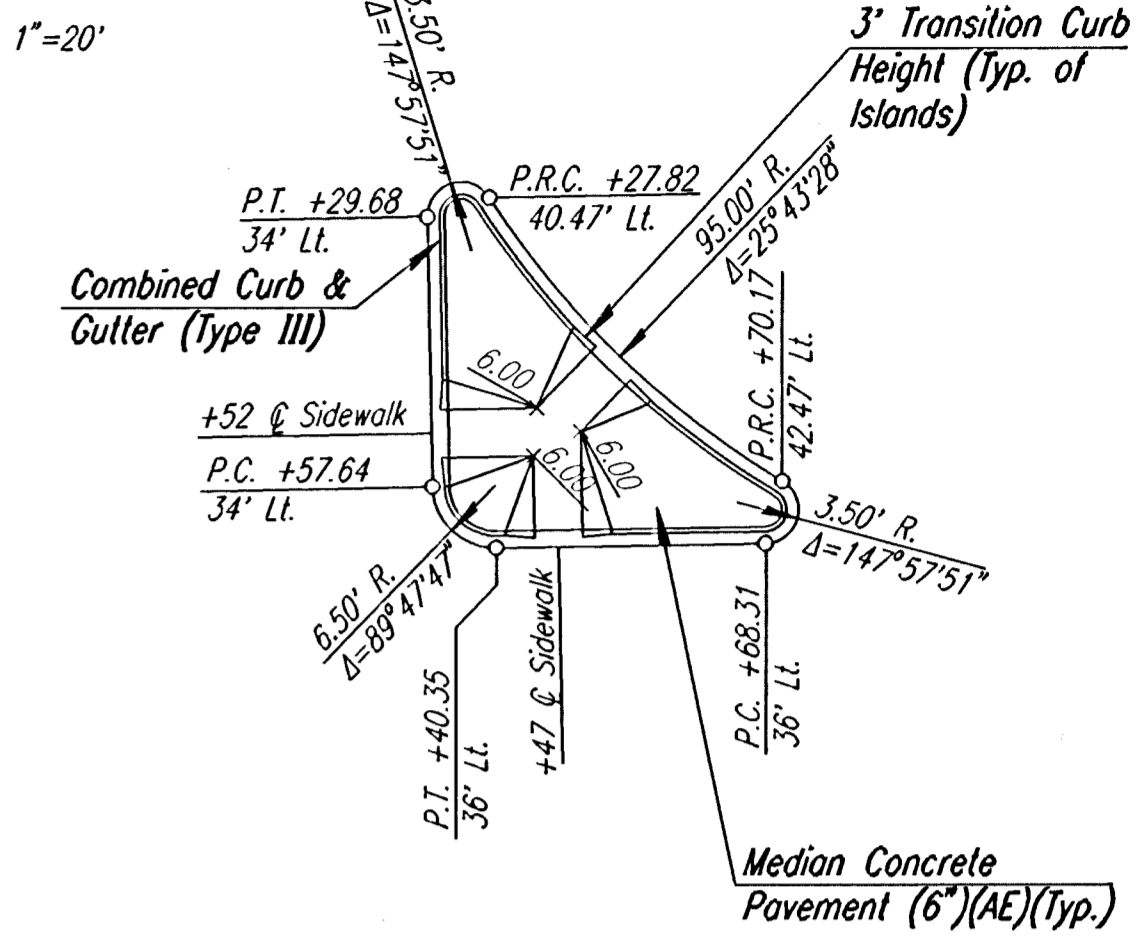 1"=20'
3.50' R.
Δ=147°57'51"
3' Transition Curb
Height (Typ. of
Islands)
P.T. +29.68
34' Lt.
P.R.C. +27.82
40.47' Lt.
95.00' R.
Δ=25°43'28"
Combined Curb &
Gutter (Type III)
P.R.C. +70.17
42.47' Lt.
6.00
+52 ℄ Sidewalk
P.C. +57.64
34' Lt.
6.00
6.00
3.50' R.
Δ=147°57'51"
6.50' R.
Δ=89°47'47"
P.T. +40.35
36' Lt.
+47 ℄ Sidewalk
P.C. +68.31
36' Lt.
Median Concrete
Pavement (6")(AE)(Typ.)